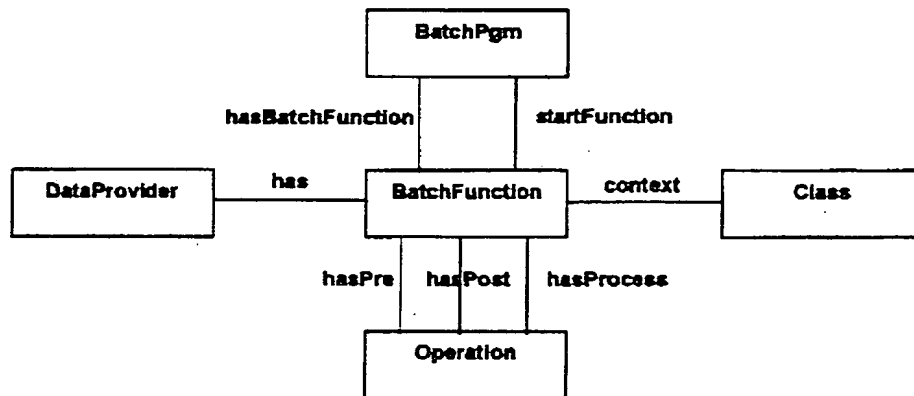 BatchPgm
hasBatchFunction startFunction
DataProvider has BatchFunction context Class
hasPre hasPost hasProcess
Operation